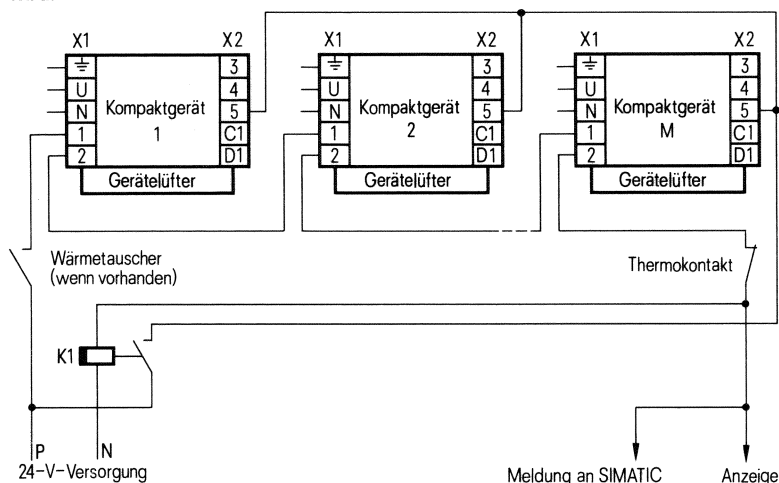 X1 X2 X1 X2 X1 X2
3 3 3
U 4 U 4 U 4
N Kompaktgerät 5 N Kompaktgerät 5 N Kompaktgerät 5
1 1 C1 1 2 C1 1 M C1
2 D1 2 D1 2 D1
Gerätelüfter Gerätelüfter Gerätelüfter
Wärmetauscher
(wenn vorhanden)
Thermokontakt
K1
P N
24-V-Versorgung
Meldung an SIMATIC Anzeige